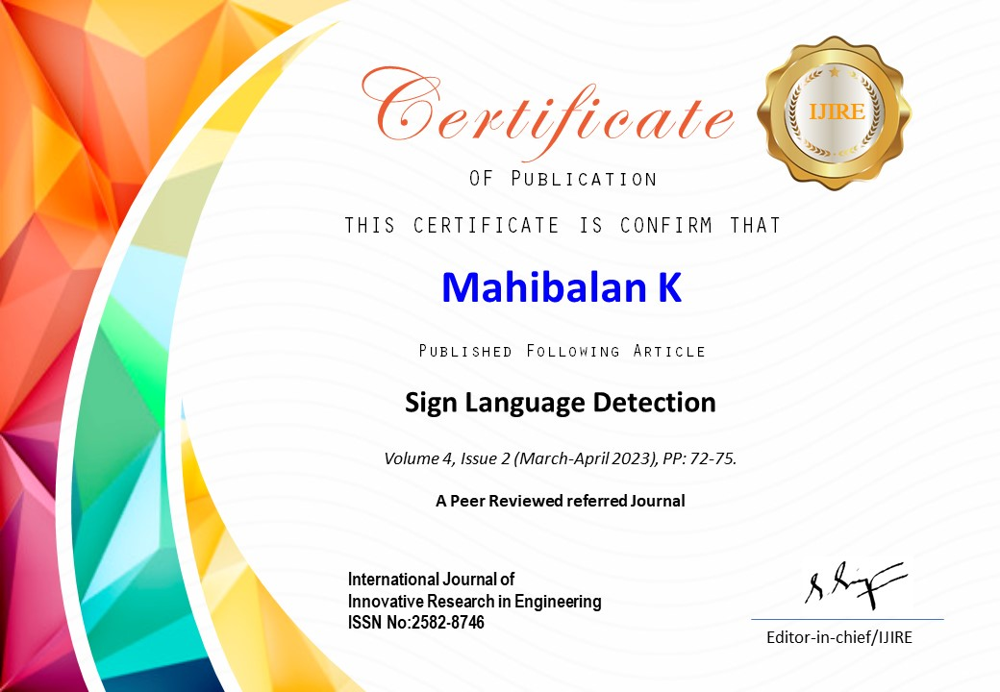 Certificate
IJIRE
OF Publication
THIS CERTIFICATE IS CONFIRM THAT
Mahibalan K
Published Following Article
Sign Language Detection
Volume 4, Issue 2 (March-April 2023), PP: 72-75.
A Peer Reviewed referred Journal
International Journal of
Innovative Research in Engineering
ISSN No:2582-8746
Editor-in-chief/IJIRE